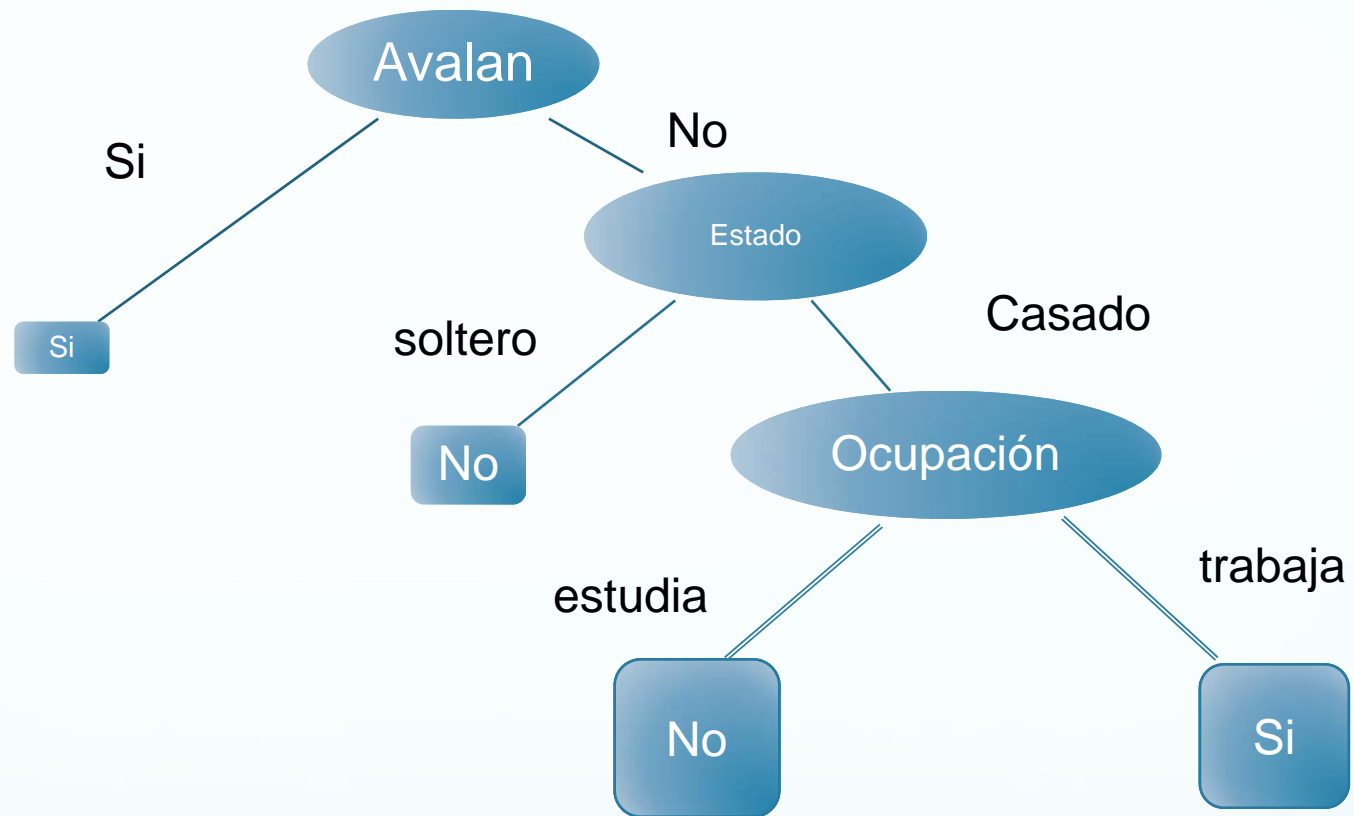 Avalan
No
Si
Estado
Casado
soltero
Si
No
Ocupación
trabaja
estudia
No
Si